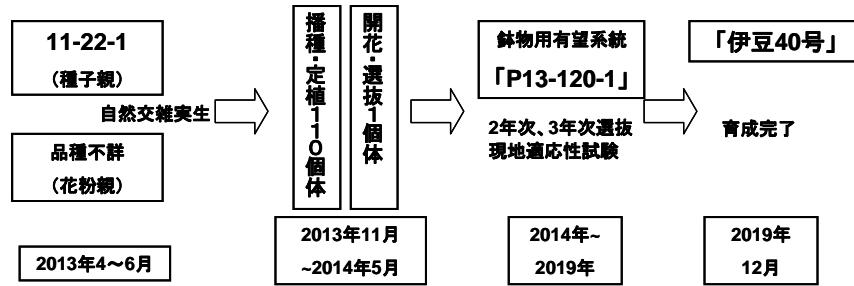 11-22-1
（種子親）
自然交雑実生
品種不詳
（花粉親）
2013年4～6月
播種・定植110個体
開花・選抜1個体
2013年11月
~2014年5月
鉢物用有望系統
「P13-120-1」
2年次、3年次選抜
現地適応性試験
2014年~
2019年
「伊豆40号」
育成完了
2019年
12月